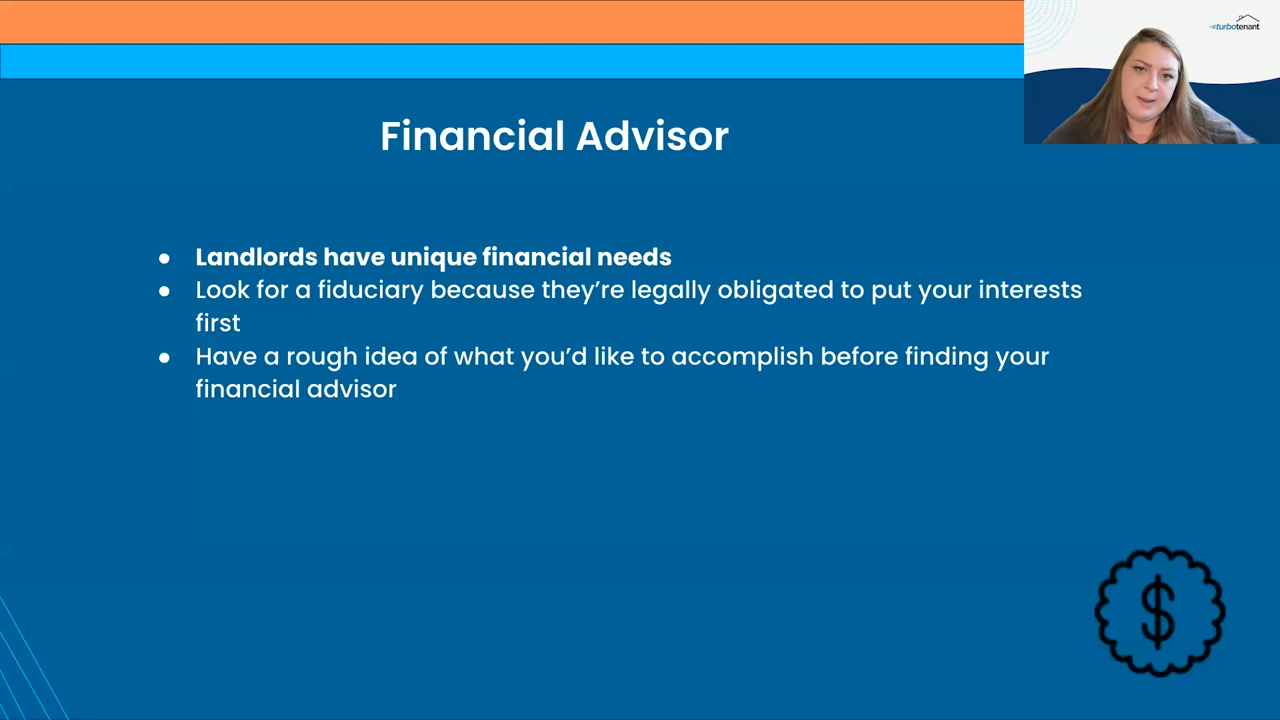 turbotenant
Financial Advisor
● Landlords have unique financial needs
● Look for a fiduciary because they’re legally obligated to put your interests
first
● Have a rough idea of what you’d like to accomplish before finding your
financial advisor
$